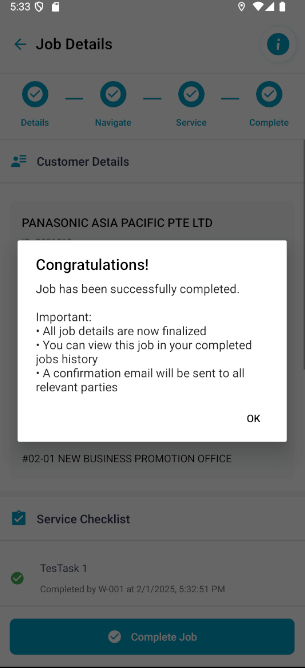 5:33
Job Details
Details
Navigate
Service
Complete
Customer Details
PANASONIC ASIA PACIFIC PTE LTD
Congratulations!
Job has been successfully completed.
Important:
• All job details are now finalized
• You can view this job in your completed
jobs history
• A confirmation email will be sent to all
relevant parties
OK
#02-01 NEW BUSINESS PROMOTION OFFICE
Service Checklist
TesTask 1
Completed by W-001 at 2/1/2025, 5:32:51 PM
Complete Job